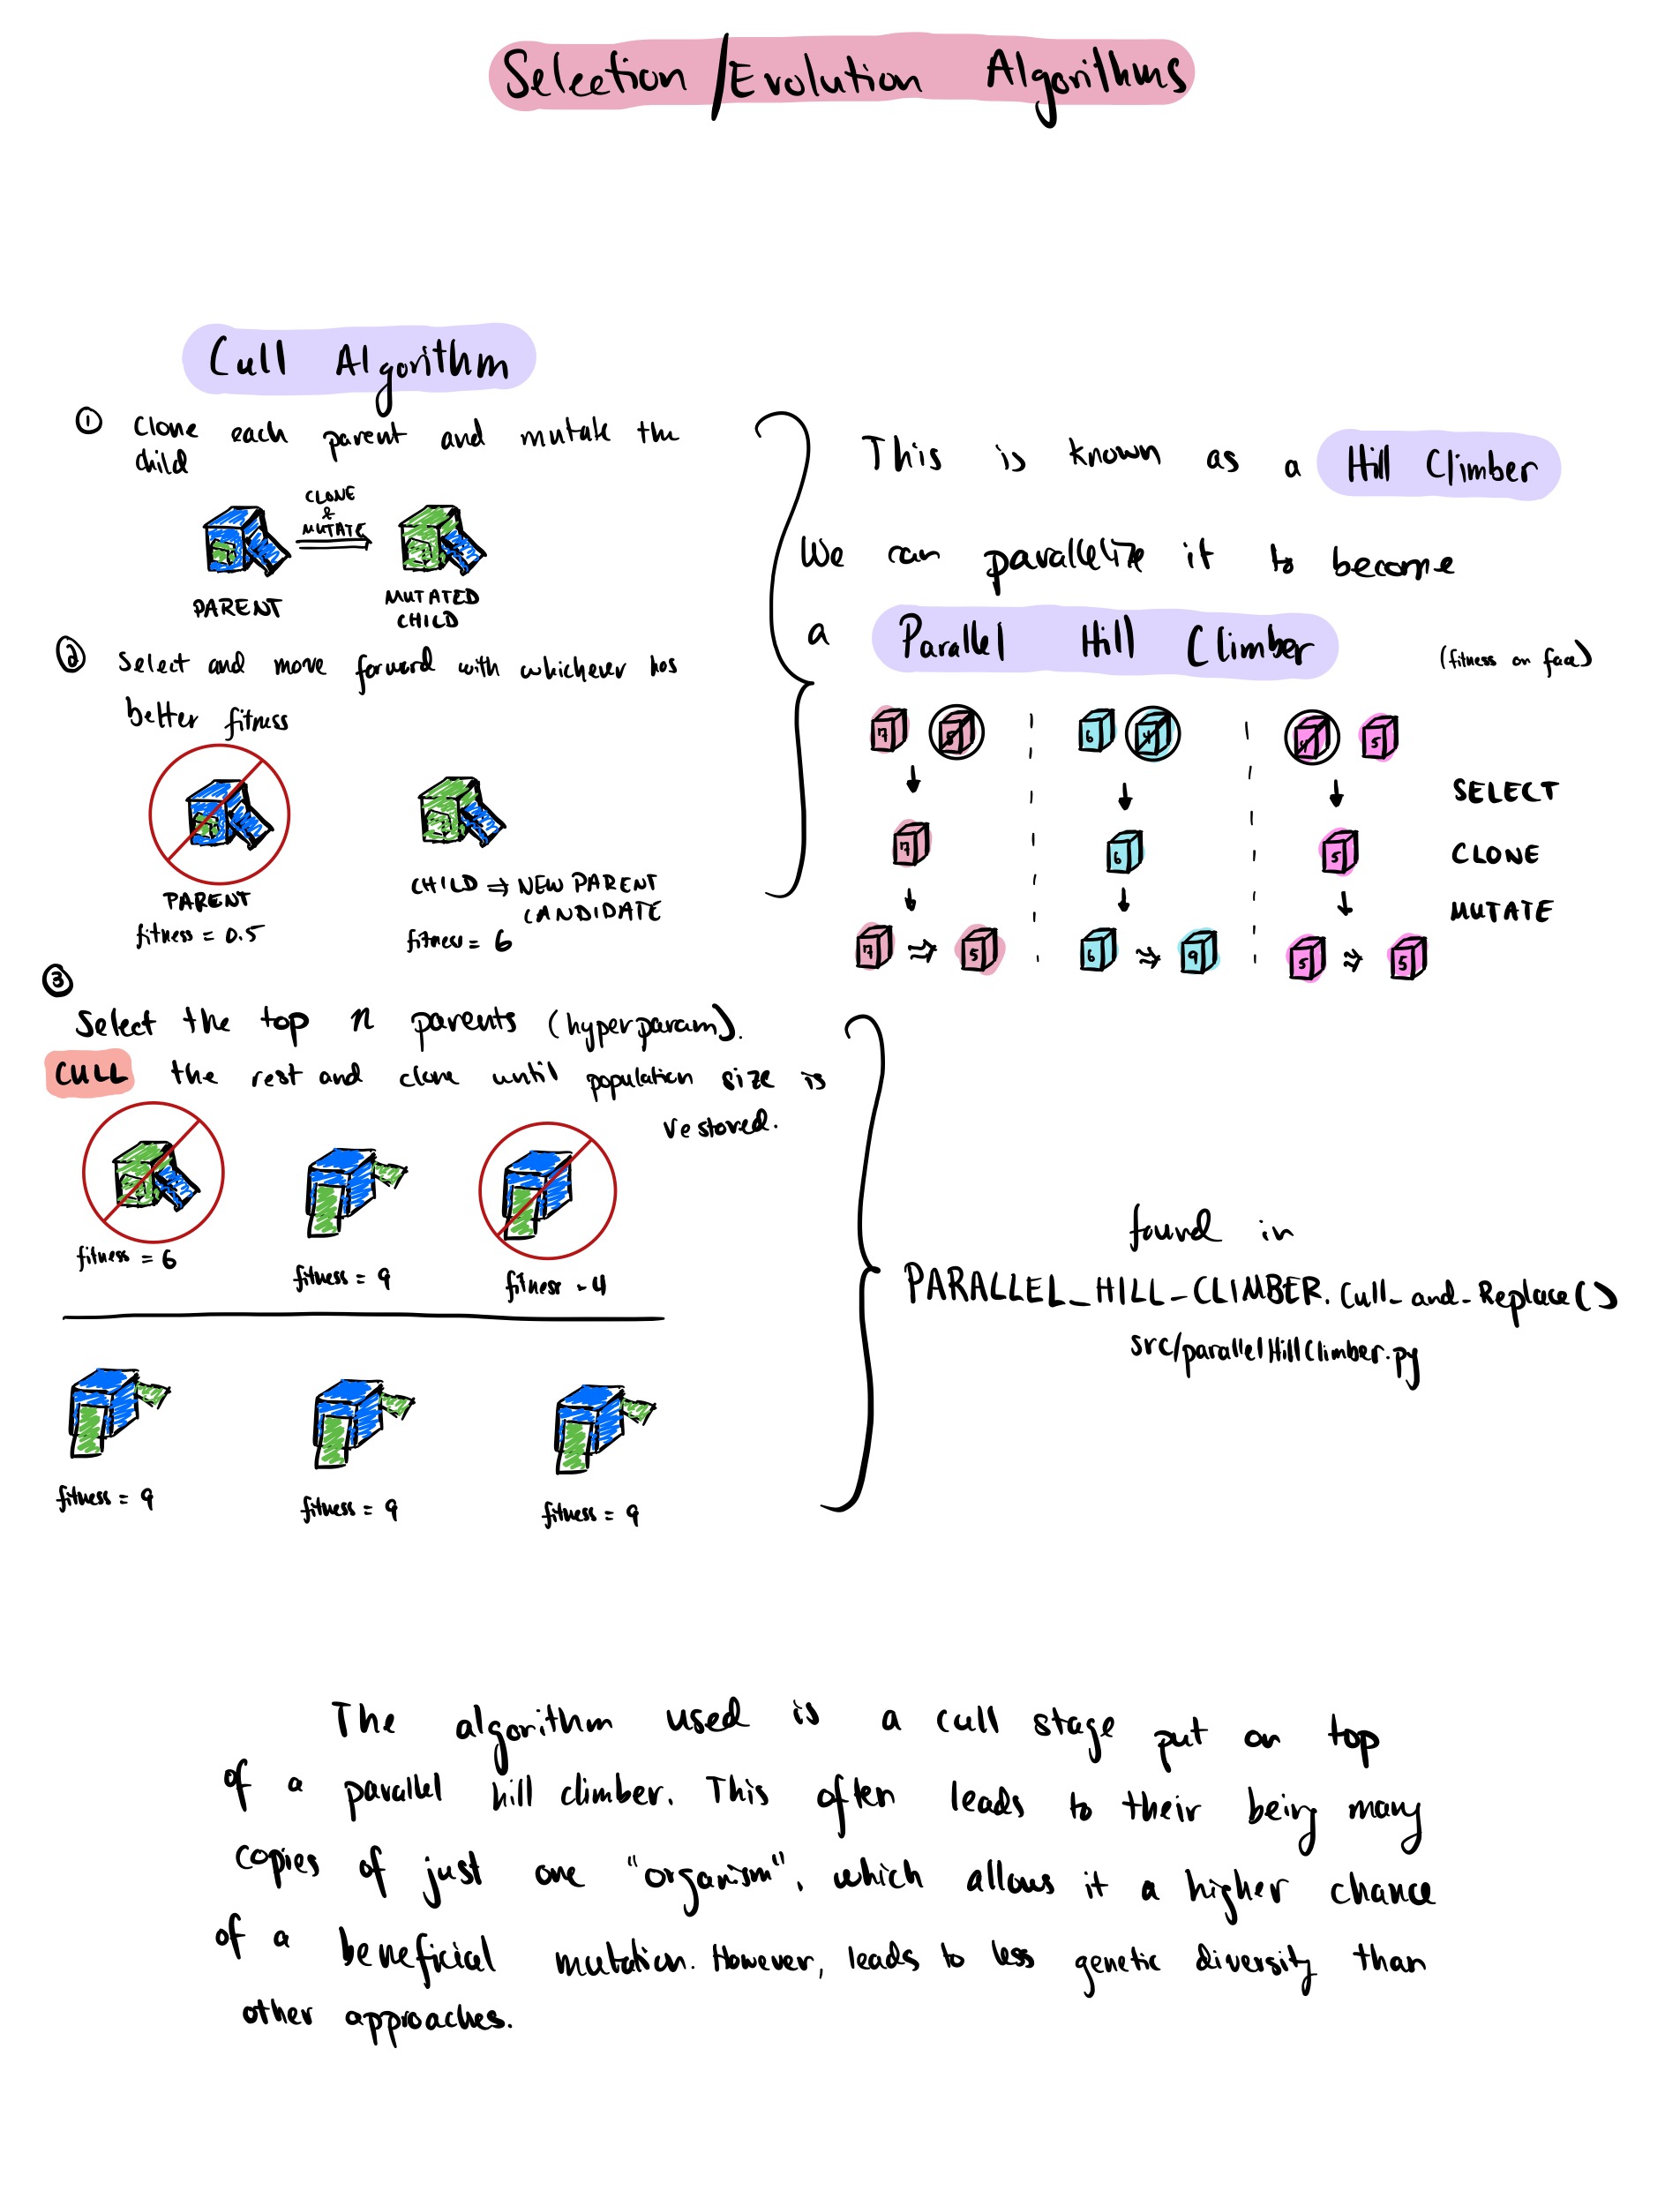 Selection/Evolution Algorithms
Cull Algorithm
① Clone each parent and mutate the
child
CLONE
&
MUTATE
PARENT
MUTATED
CHILD
② Select and move forward with whichever has
better fitness
PARENT
fitness = 0.5
CHILD ⇒ NEW PARENT
CANDIDATE
fitness = 6
This is known as a Hill Climber
We can parallelize it to become
a Parallel Hill Climber
(fitness on face)
7 6 4 4 5
SELECT
7 6 5
CLONE
MUTATE
7 ⇒ 5 6 ⇒ 9 5 ⇒ 5
③
Select the top n parents (hyperparam).
CULL the rest and clone until population size is
restored.
fitness = 6
fitness = 9
fitness - 4
fitness = 9
fitness = 9
fitness = 9
found in
PARALLEL_HILL_CLIMBER.Cull_and_Replace()
src/parallelHillClimber.py
The algorithm used is a cull stage put on top
of a parallel hill climber. This often leads to their being many
copies of just one "organism", which allows it a higher chance
of a beneficial mutation. However, leads to less genetic diversity than
other approaches.